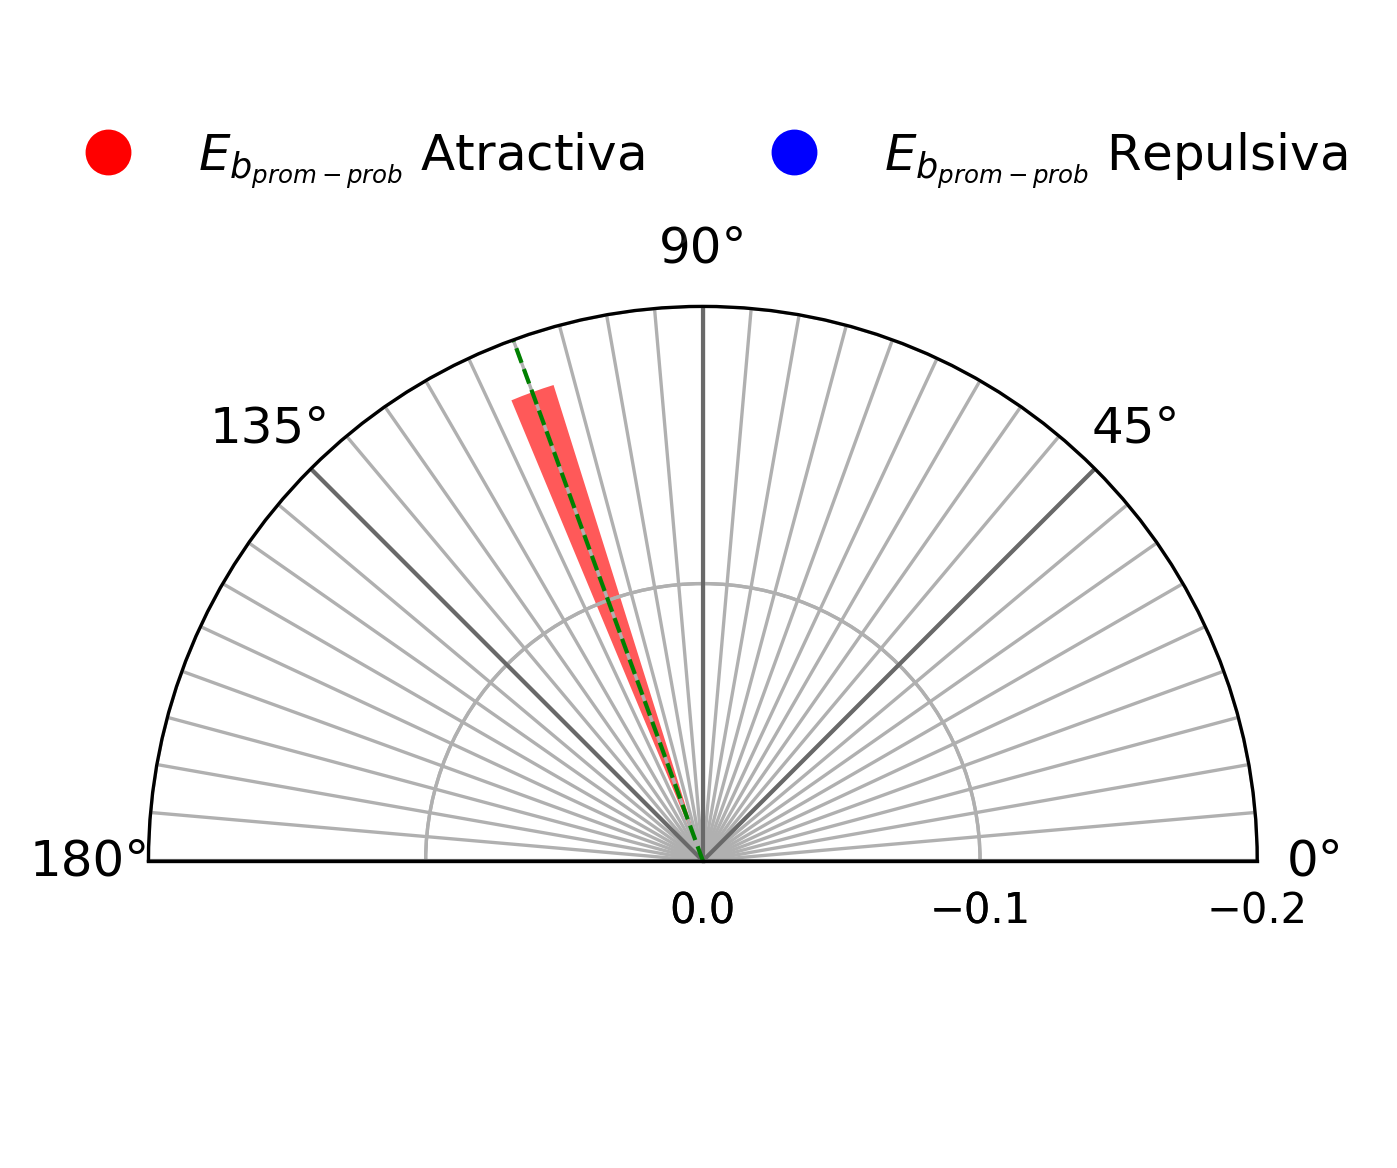 E_{b_{prom-prob}} Atractiva E_{b_{prom-prob}} Repulsiva
90°
135° 45°
180° 0°
0.0 −0.1 −0.2